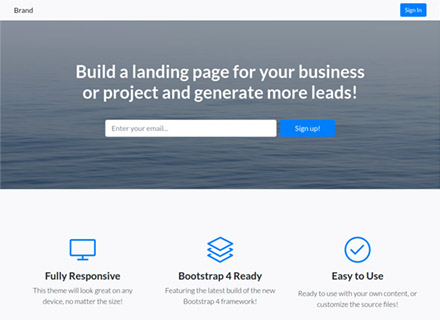 Brand
Sign In
Build a landing page for your business
or project and generate more leads!
Enter your email...
Sign up!
Fully Responsive
This theme will look great on any
device, no matter the size!
Bootstrap 4 Ready
Featuring the latest build of the new
Bootstrap 4 framework!
Easy to Use
Ready to use with your own content, or
customize the source files!